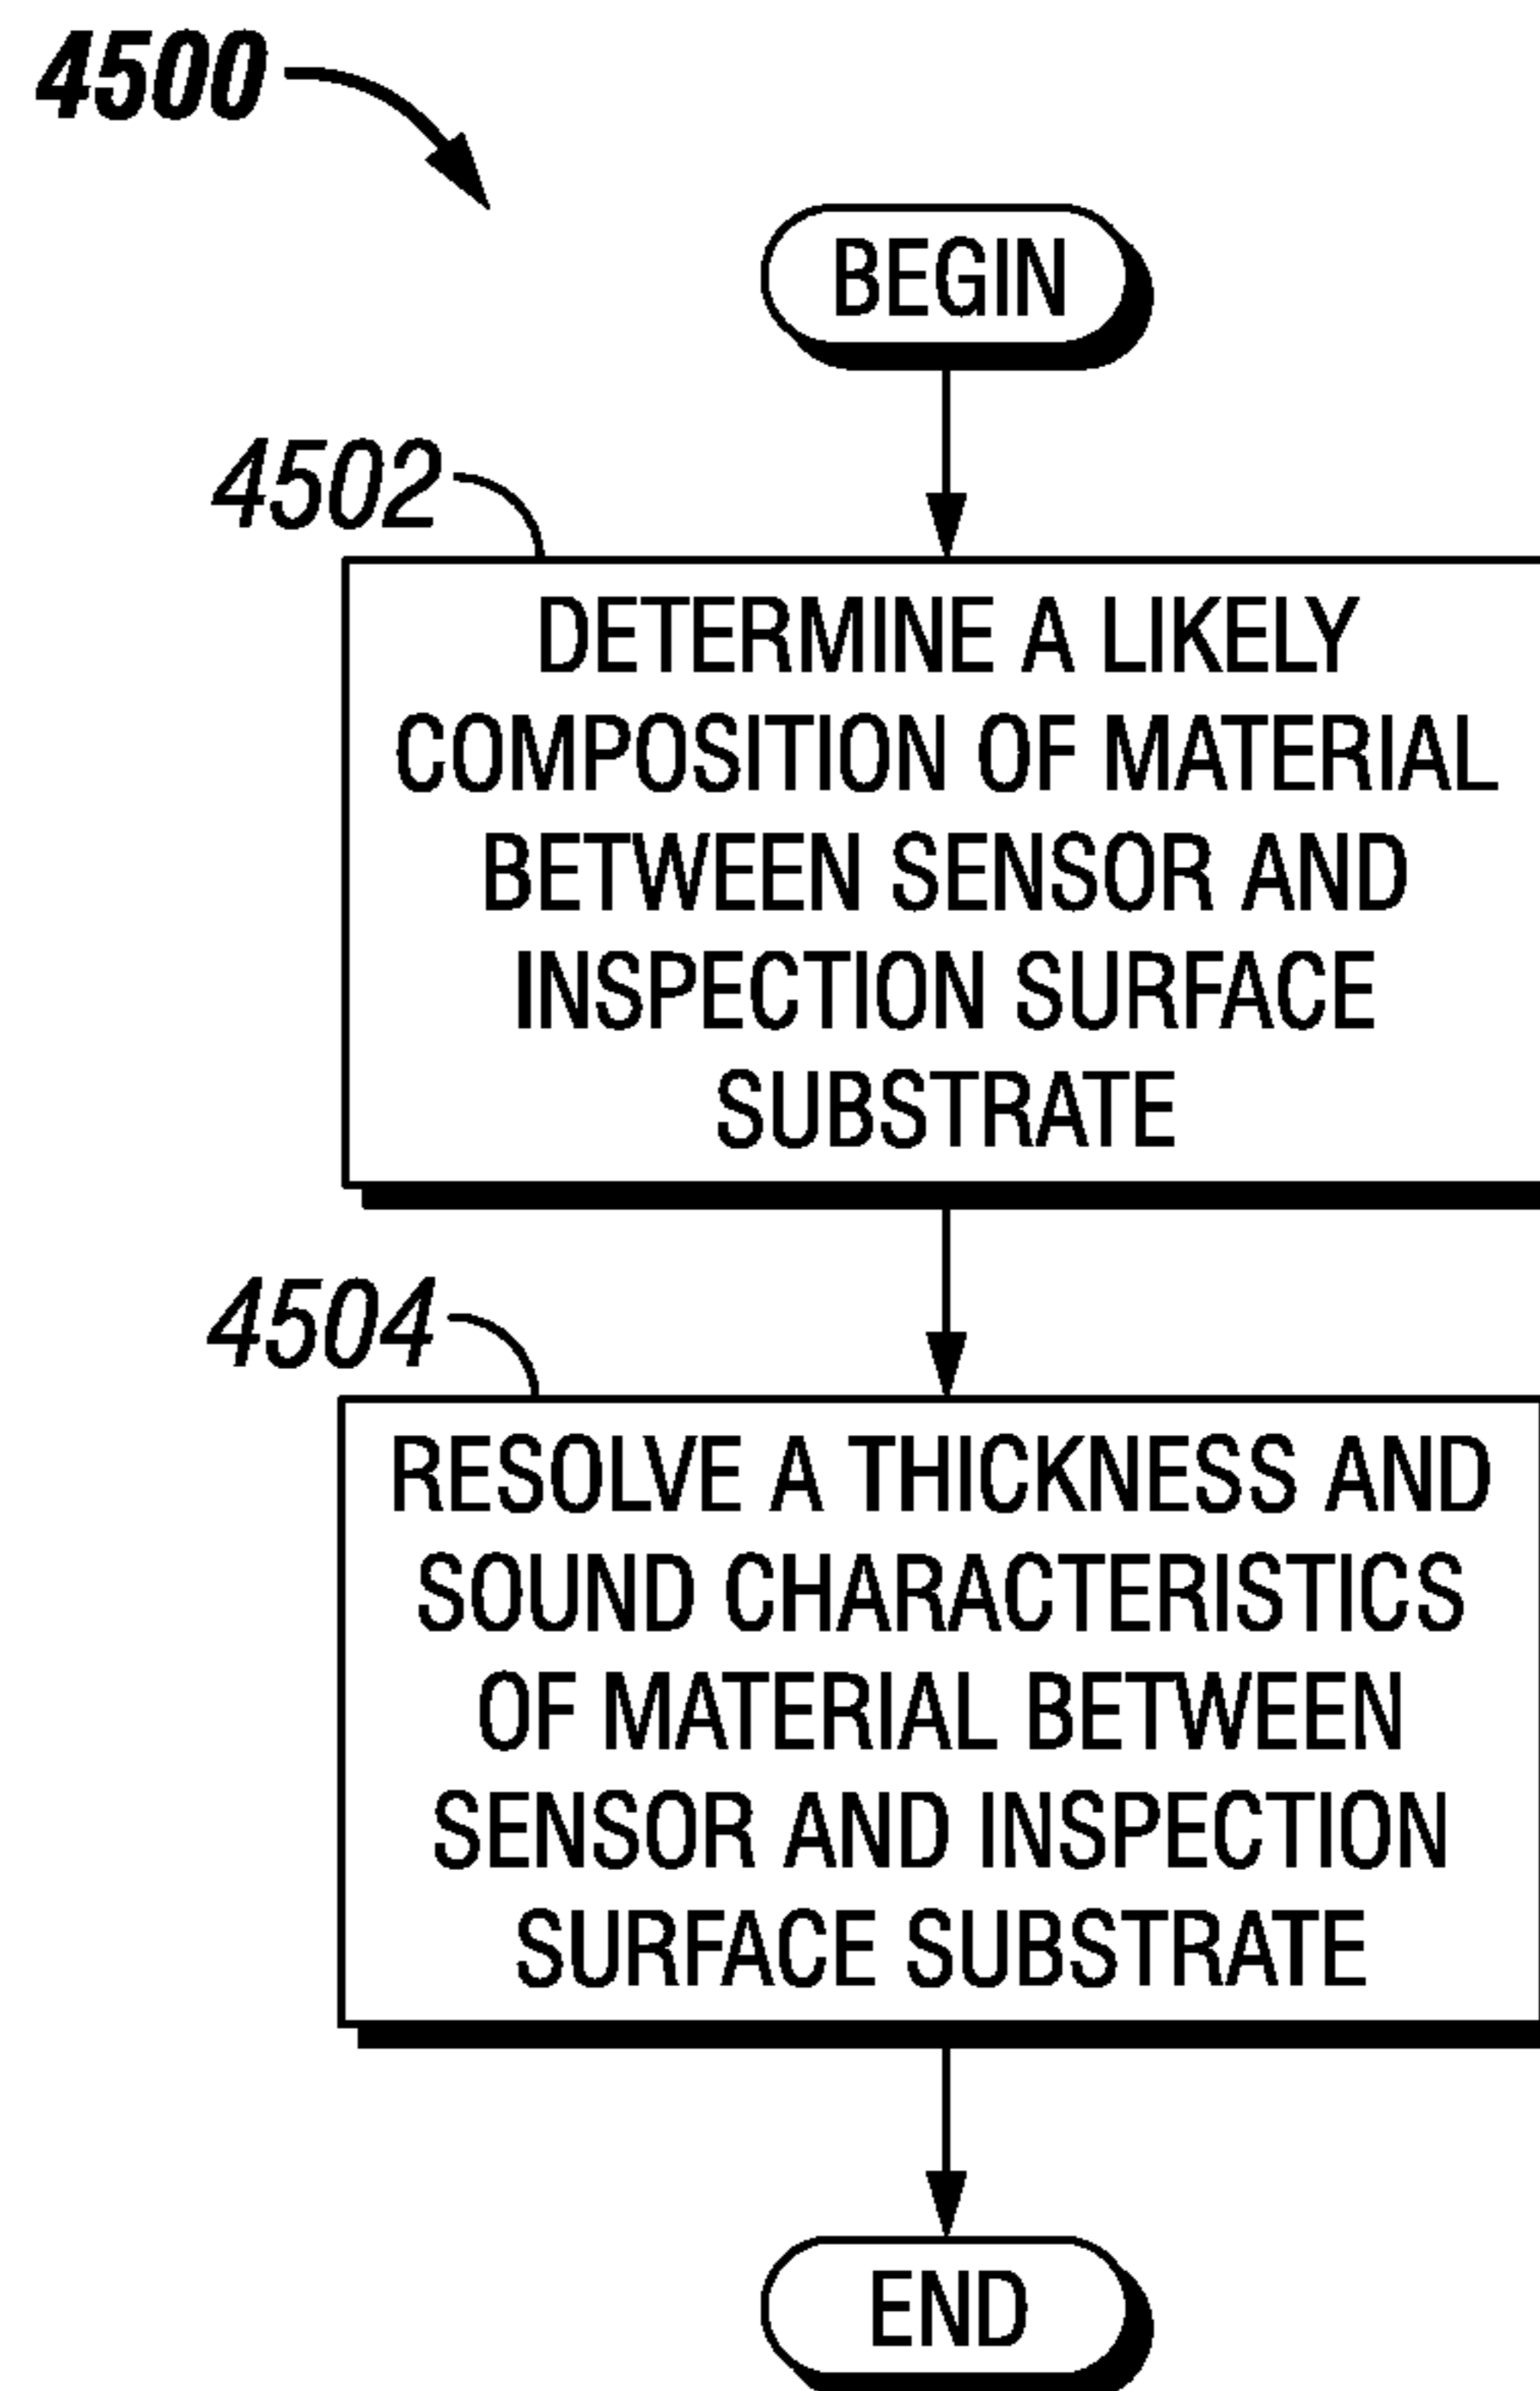 4500
BEGIN
4502
DETERMINE A LIKELY
COMPOSITION OF MATERIAL
BETWEEN SENSOR AND
INSPECTION SURFACE
SUBSTRATE
4504
RESOLVE A THICKNESS AND
SOUND CHARACTERISTICS
OF MATERIAL BETWEEN
SENSOR AND INSPECTION
SURFACE SUBSTRATE
END